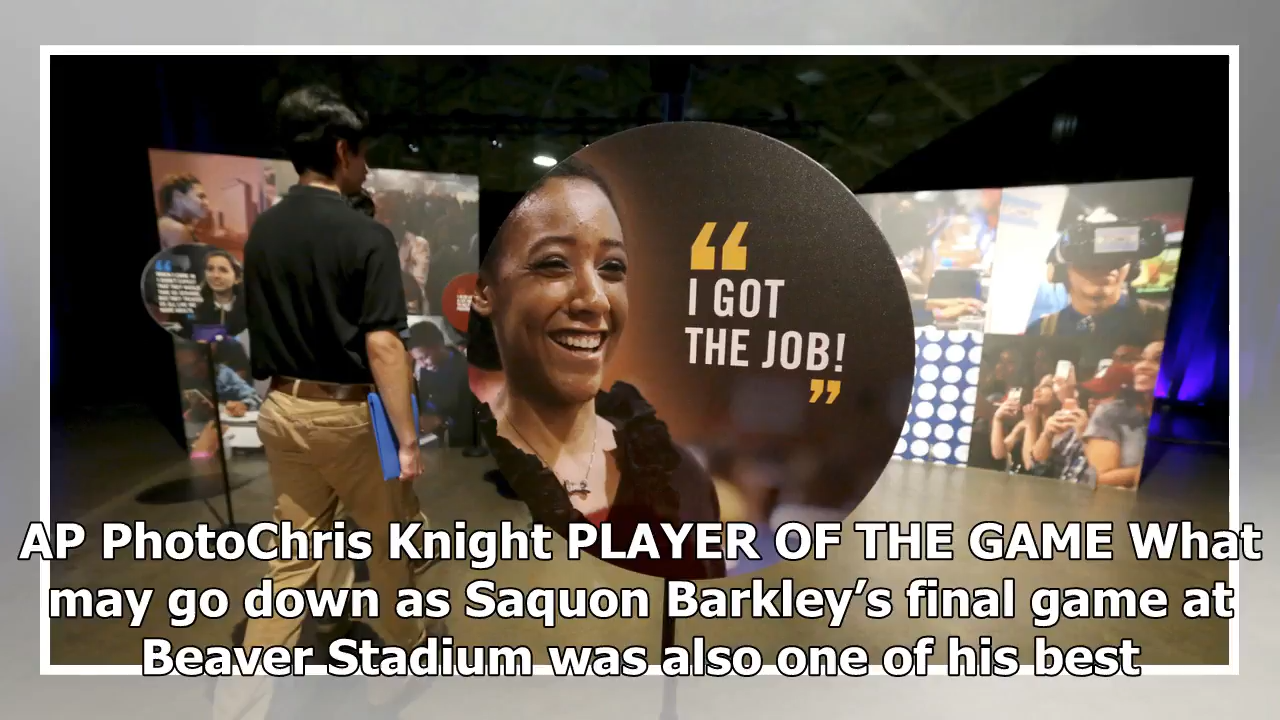 “
I GOT
THE JOB!
”
AP PhotoChris Knight PLAYER OF THE GAME What
may go down as Saquon Barkley’s final game at
Beaver Stadium was also one of his best